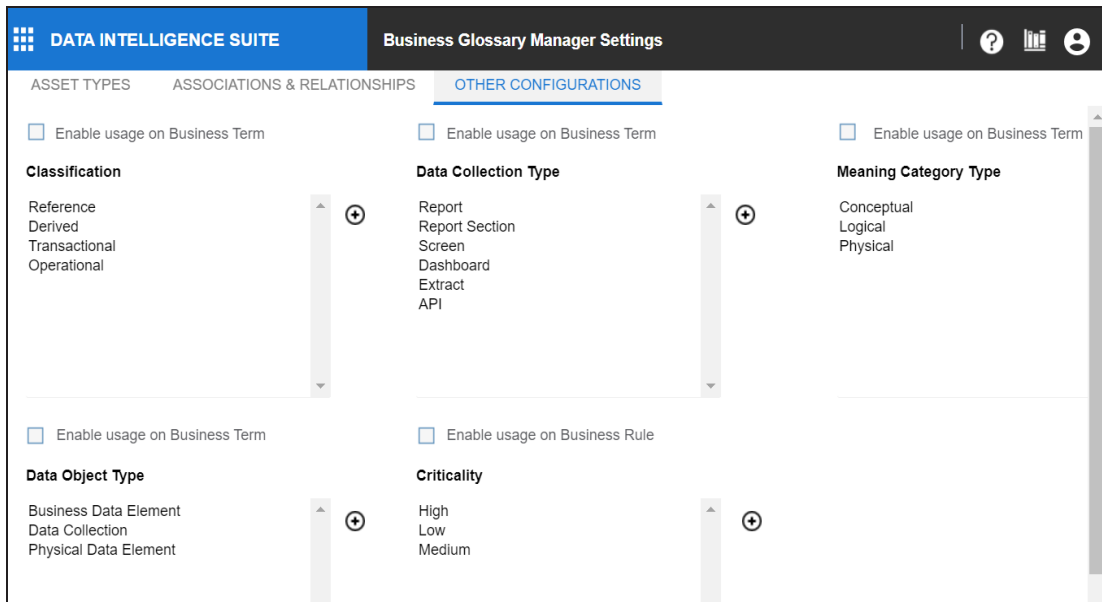 DATA INTELLIGENCE SUITE
Business Glossary Manager Settings
ASSET TYPES
ASSOCIATIONS & RELATIONSHIPS
OTHER CONFIGURATIONS
Enable usage on Business Term
Classification
Reference
Derived
Transactional
Operational
Enable usage on Business Term
Data Collection Type
Report
Report Section
Screen
Dashboard
Extract
API
Enable usage on Business Term
Meaning Category Type
Conceptual
Logical
Physical
Enable usage on Business Term
Data Object Type
Business Data Element
Data Collection
Physical Data Element
Enable usage on Business Rule
Criticality
High
Low
Medium